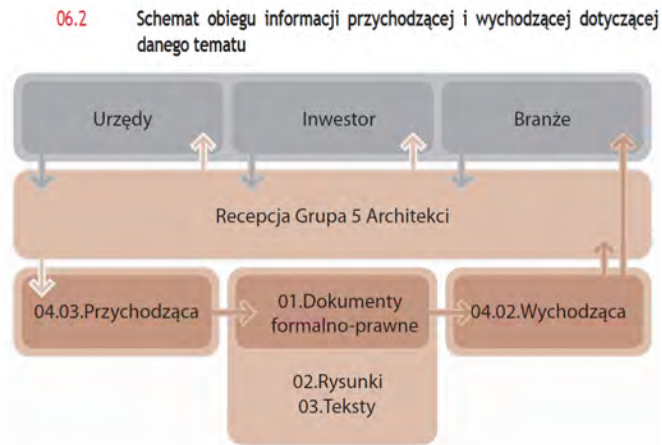 06.2 Schemat obiegu informacji przychodzącej i wychodzącej dotyczącej
danego tematu
Urzędy
Inwestor
Branże
Recepcja Grupa 5 Architekci
04.03.Przychodząca
01.Dokumenty
formalno-prawne
04.02.Wychodząca
02.Rysunki
03.Teksty